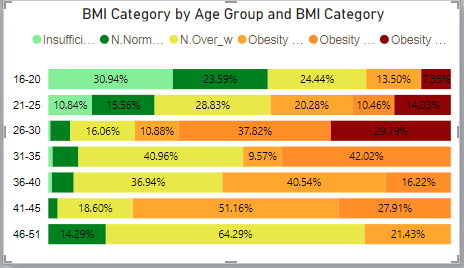 BMI Category by Age Group and BMI Category
Insuffici... N.Norm... N.Over_w Obesity ... Obesity ... Obesity ...
16-20 30.94% 23.59% 24.44% 13.50% 7.35%
21-25 10.84% 15.56% 28.83% 20.28% 10.46% 14.03%
26-30 16.06% 10.88% 37.82% 29.79%
31-35 40.96% 9.57% 42.02%
36-40 36.94% 40.54% 16.22%
41-45 18.60% 51.16% 27.91%
46-51 14.29% 64.29% 21.43%